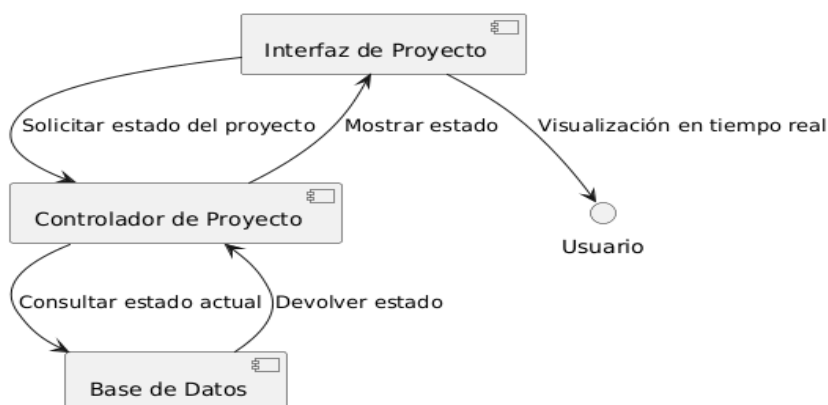 Interfaz de Proyecto
Solicitar estado del proyecto
Mostrar estado
Visualización en tiempo real
Controlador de Proyecto
Usuario
Consultar estado actual
Devolver estado
Base de Datos